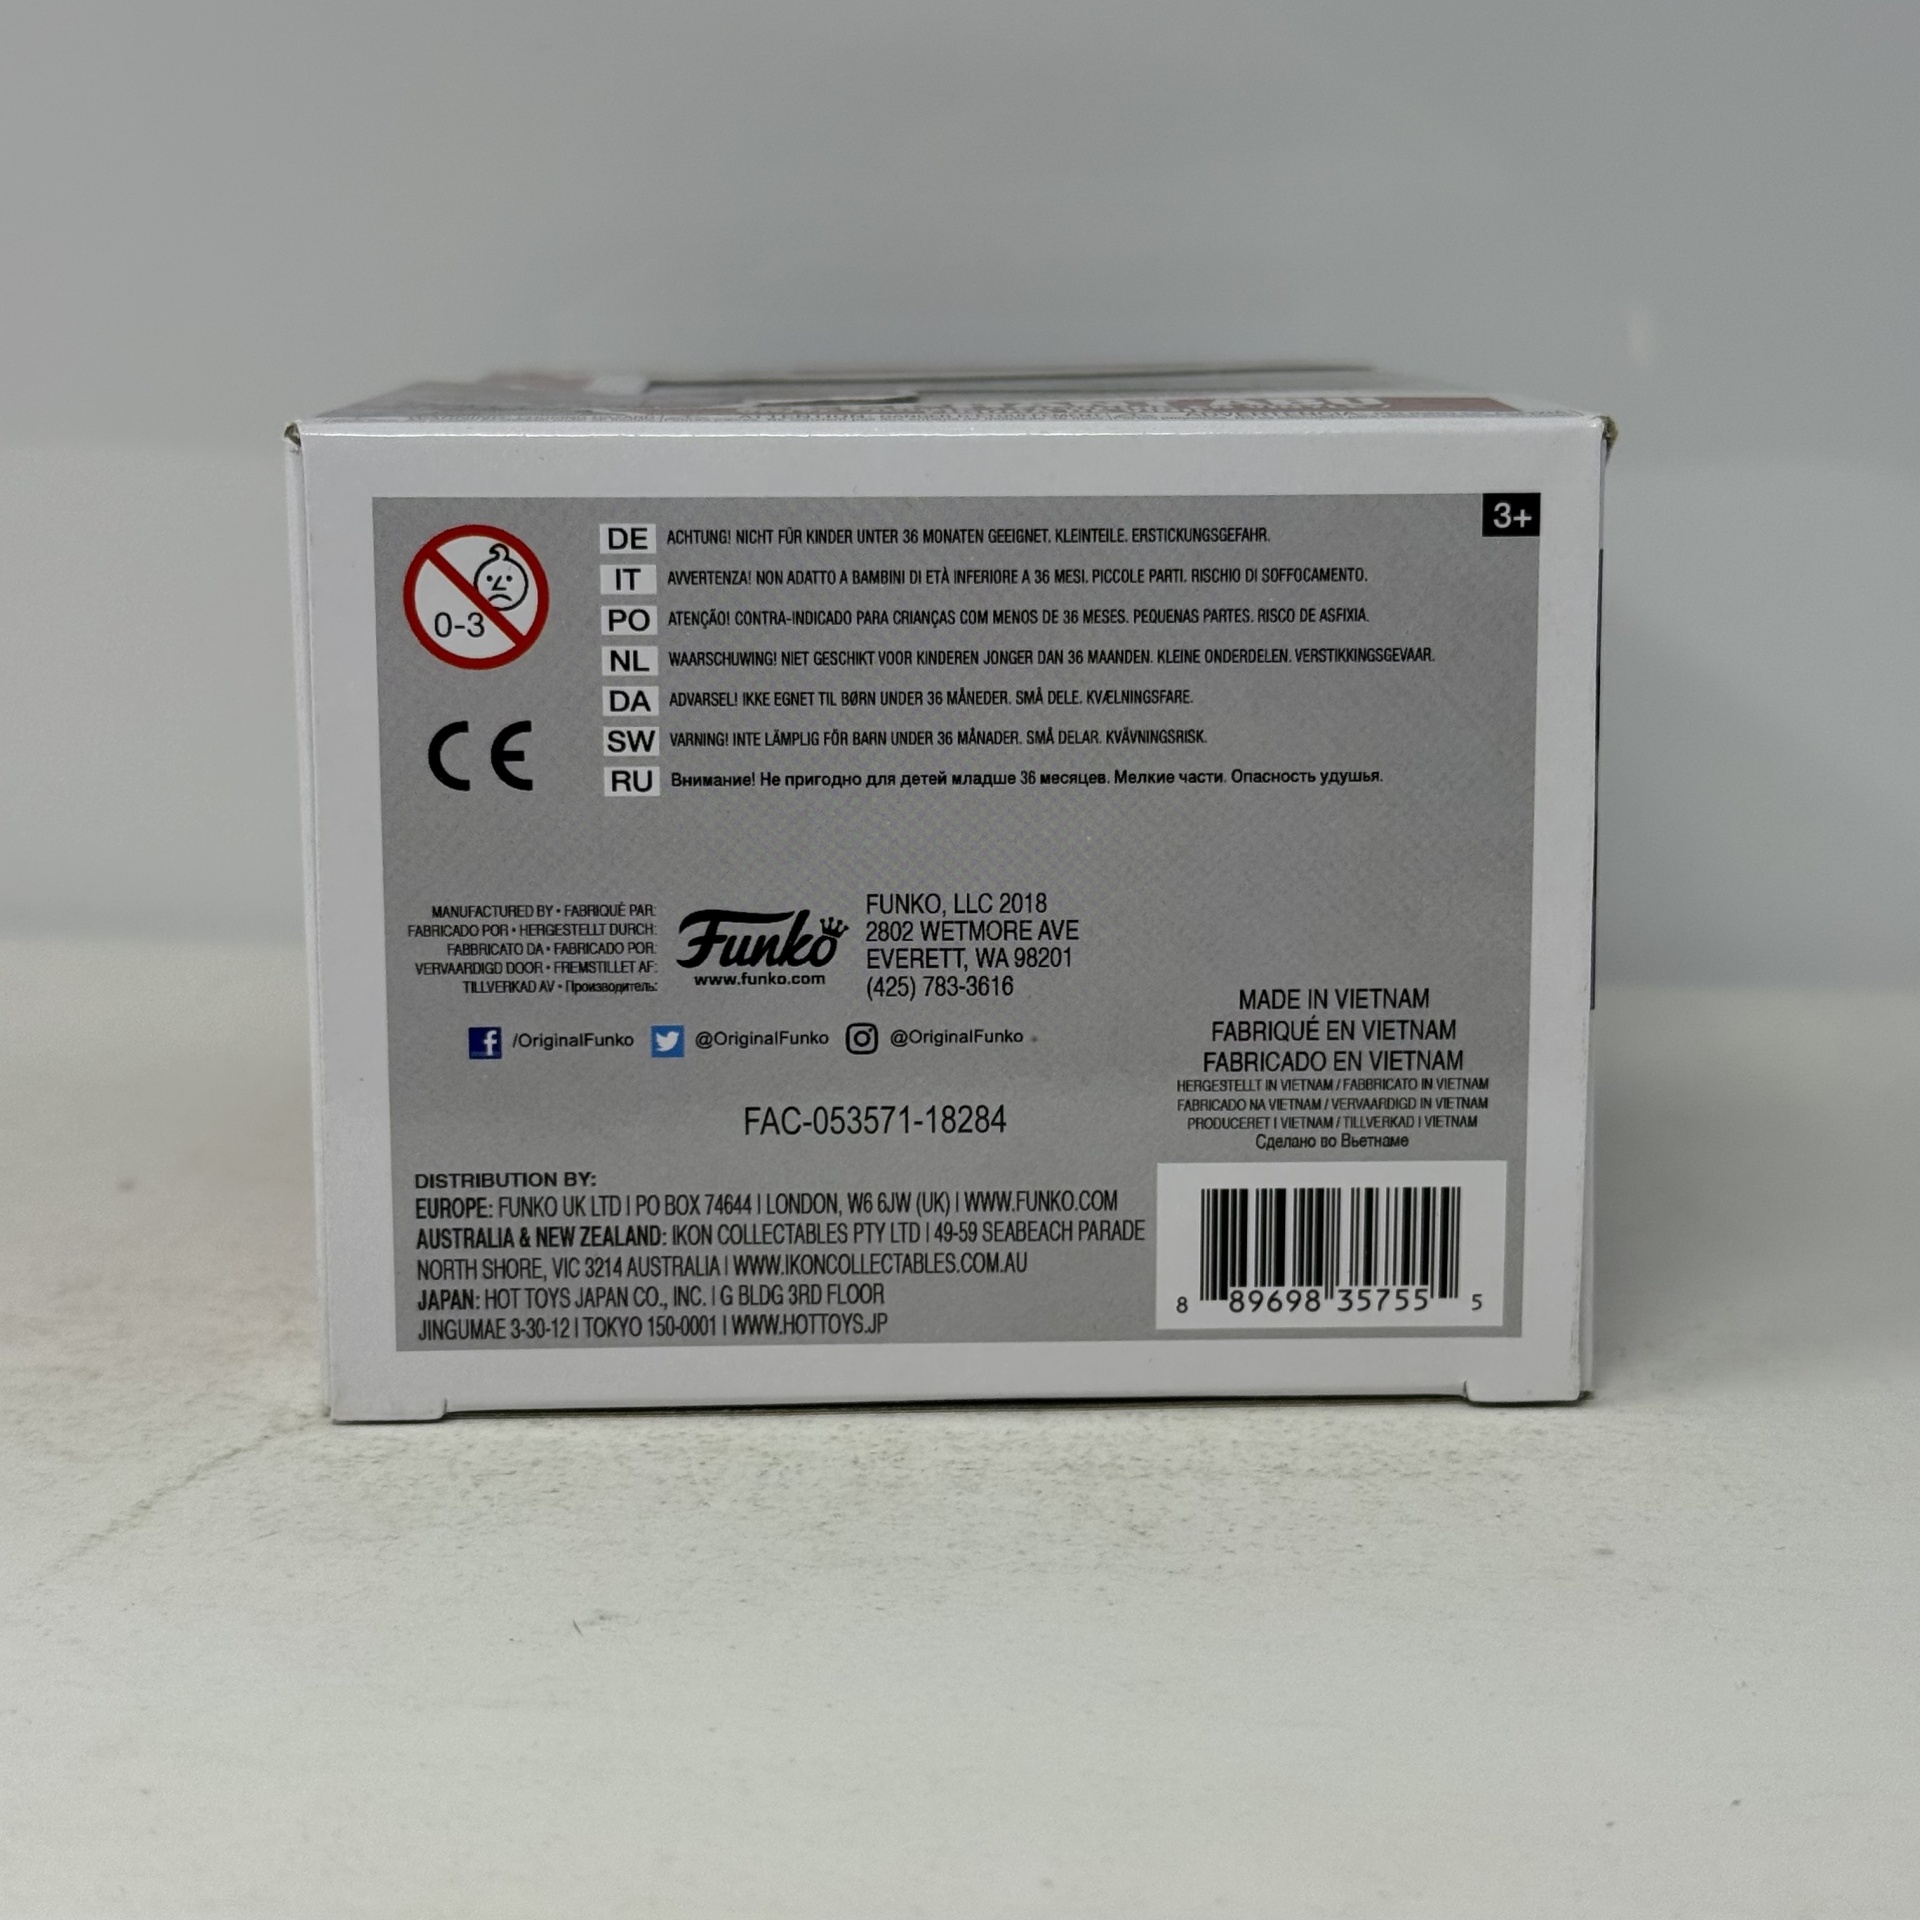 3+
0-3
DE ACHTUNG! NICHT FÜR KINDER UNTER 36 MONATEN GEEIGNET. KLEINTEILE. ERSTICKUNGSGEFAHR.
IT AVVERTENZA! NON ADATTO A BAMBINI DI ETÀ INFERIORE A 36 MESI. PICCOLE PARTI. RISCHIO DI SOFFOCAMENTO.
PO ATENÇÃO! CONTRA-INDICADO PARA CRIANÇAS COM MENOS DE 36 MESES. PEQUENAS PARTES. RISCO DE ASFIXIA.
NL WAARSCHUWING! NIET GESCHIKT VOOR KINDEREN JONGER DAN 36 MAANDEN. KLEINE ONDERDELEN. VERSTIKKINGSGEVAAR.
DA ADVARSEL! IKKE EGNET TIL BØRN UNDER 36 MÅNEDER. SMÅ DELE. KVÆLNINGSFARE.
SW VARNING! INTE LÄMPLIG FÖR BARN UNDER 36 MÅNADER. SMÅ DELAR. KVÄVNINGSRISK.
RU Внимание! Не пригодно для детей младше 36 месяцев. Мелкие части. Опасность удушья.
CE
MANUFACTURED BY • FABRIQUÉ PAR:
FABRICADO POR • HERGESTELLT DURCH:
FABBRICATO DA • FABRICADO POR:
VERVAARDIGD DOOR • FREMSTILLET AF:
TILLVERKAD AV • Производитель:
Funko
www.funko.com
FUNKO, LLC 2018
2802 WETMORE AVE
EVERETT, WA 98201
(425) 783-3616
/OriginalFunko @OriginalFunko @OriginalFunko
MADE IN VIETNAM
FABRIQUÉ EN VIETNAM
FABRICADO EN VIETNAM
HERGESTELLT IN VIETNAM / FABBRICATO IN VIETNAM
FABRICADO NA VIETNAM / VERVAARDIGD IN VIETNAM
PRODUCERET I VIETNAM / TILLVERKAD I VIETNAM
Сделано во Вьетнаме
FAC-053571-18284
DISTRIBUTION BY:
EUROPE: FUNKO UK LTD | PO BOX 74644 | LONDON, W6 6JW (UK) | WWW.FUNKO.COM
AUSTRALIA & NEW ZEALAND: IKON COLLECTABLES PTY LTD | 49-59 SEABEACH PARADE
NORTH SHORE, VIC 3214 AUSTRALIA | WWW.IKONCOLLECTABLES.COM.AU
JAPAN: HOT TOYS JAPAN CO., INC. | G BLDG 3RD FLOOR
JINGUMAE 3-30-12 | TOKYO 150-0001 | WWW.HOTTOYS.JP
8 89698 35755 5